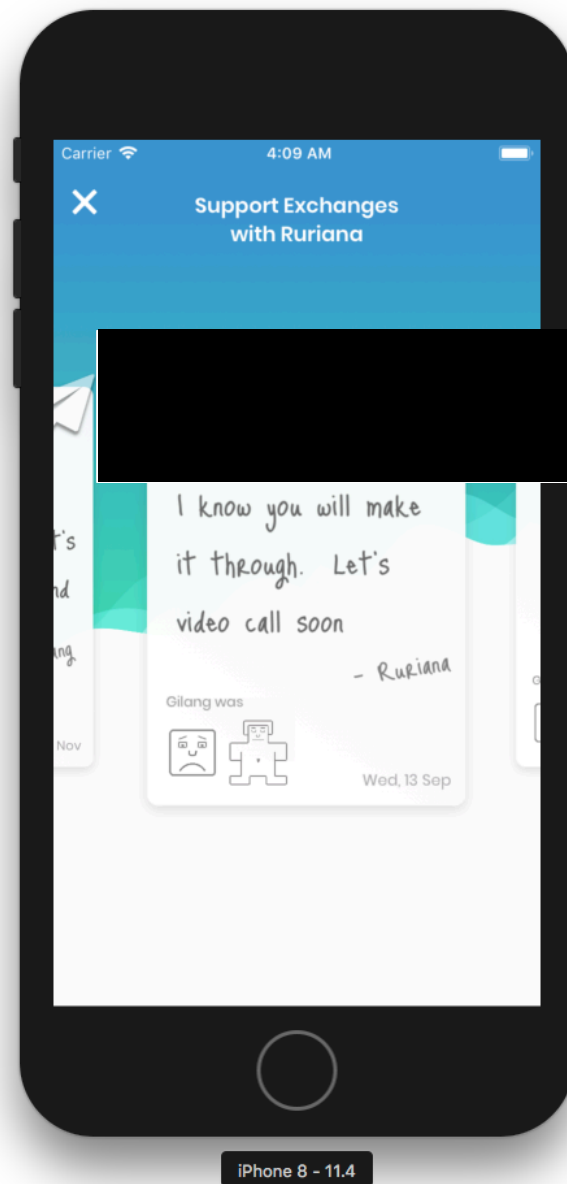 Carrier
4:09 AM
Support Exchanges
with Ruriana
I know you will make
it through. Let's
video call soon
- Ruriana
Gilang was
Wed, 13 Sep
Nov
iPhone 8 - 11.4